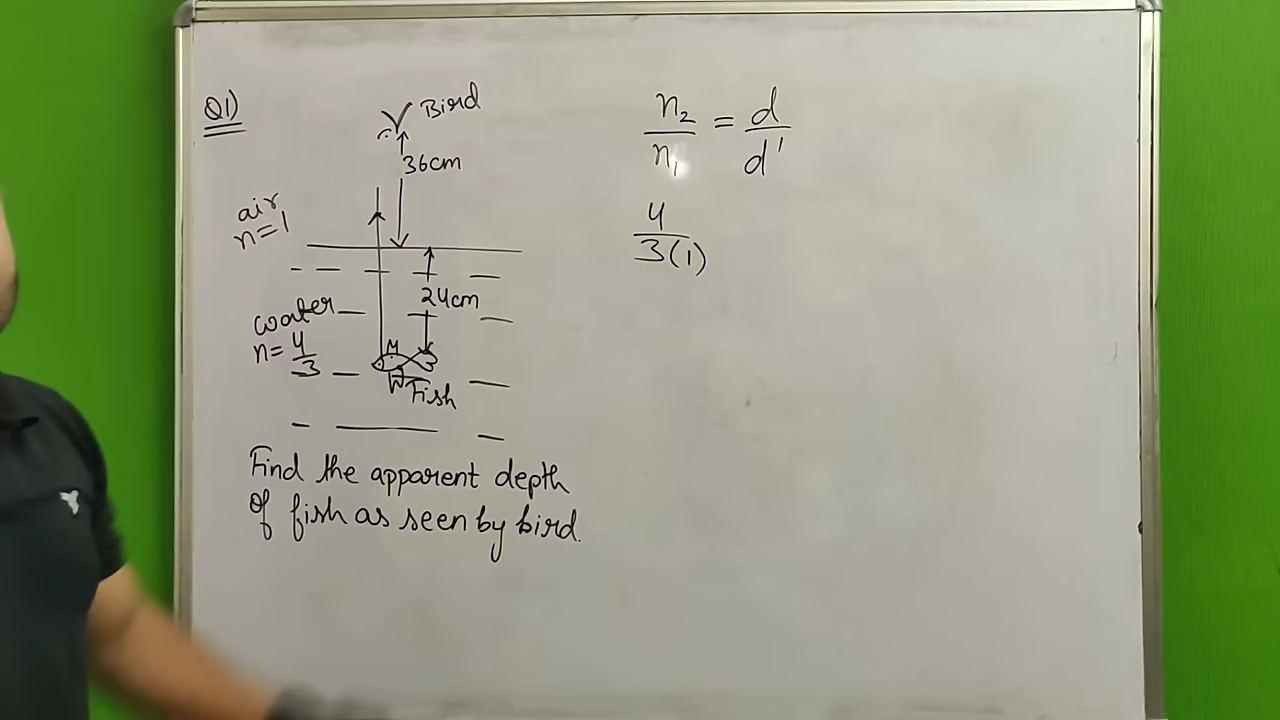 Q1)
Bird
36cm
air
n=1
24cm
water
n=4/3
Fish
Find the apparent depth
of fish as seen by bird.
n₂/n₁ = d/d'
4/3(1)